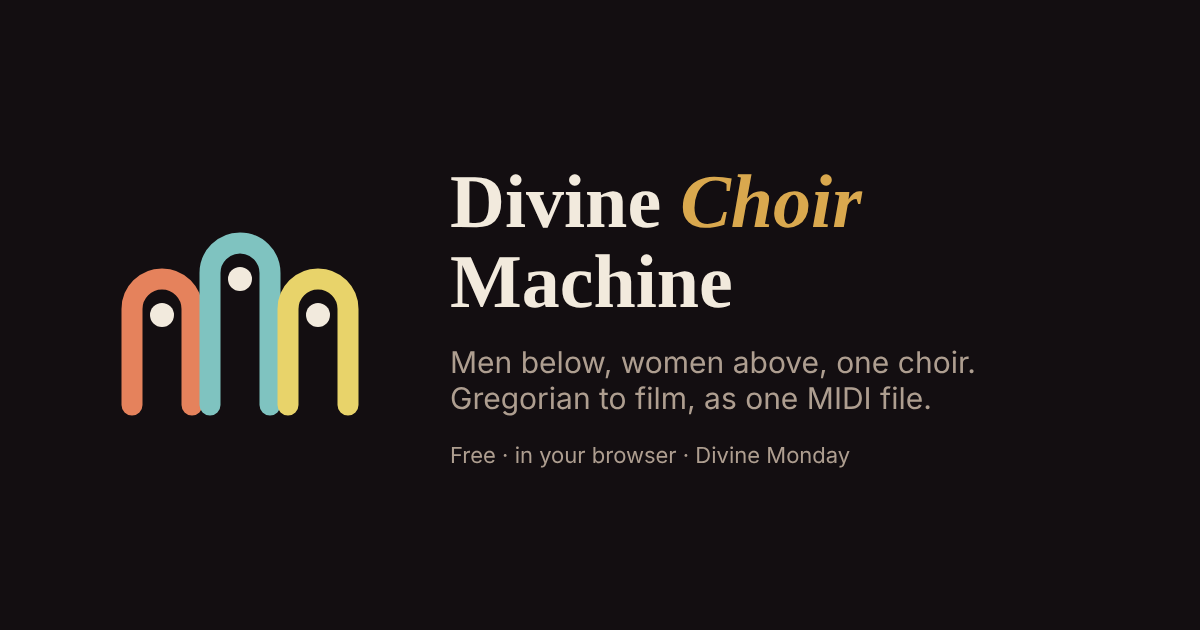 Divine Choir
Machine
Men below, women above, one choir.
Gregorian to film, as one MIDI file.
Free · in your browser · Divine Monday